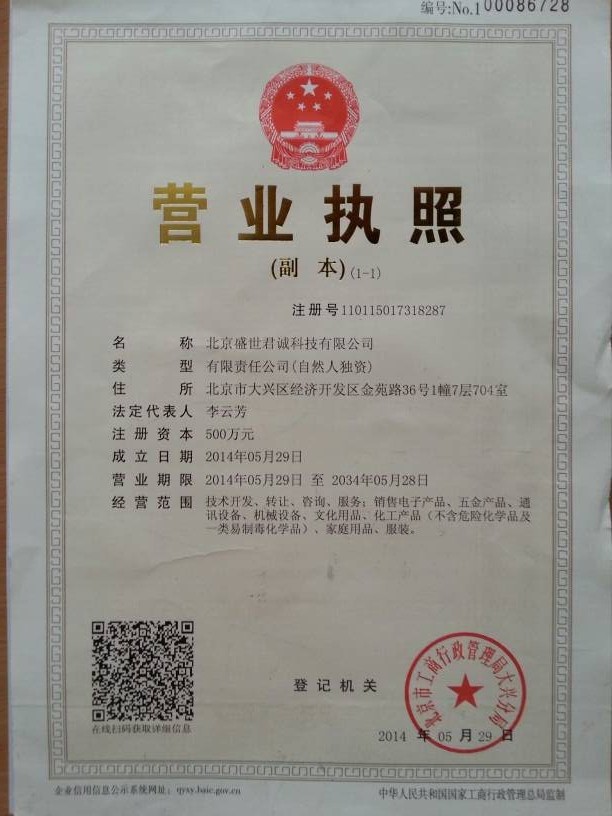 编号:No.1 00086728
营业执照
(副 本)(1-1)
注册号110115017318287
名 称 北京盛世君诚科技有限公司
类 型 有限责任公司(自然人独资)
住 所 北京市大兴区经济开发区金苑路36号1幢7层704室
法定代表人 李云芳
注册资本 500万元
成立日期 2014年05月29日
营业期限 2014年05月29日 至 2034年05月28日
经营范围 技术开发、转让、咨询、服务；销售电子产品、五金产品、通
讯设备、机械设备、文化用品、化工产品（不含危险化学品及
一类易制毒化学品）、家庭用品、服装。
在线扫码获取详细信息
登记机关
北京市工商行政管理局大兴分局
2014 年 05 月 29 日
企业信用信息公示系统网址：qyxy.baic.gov.cn
中华人民共和国国家工商行政管理总局监制